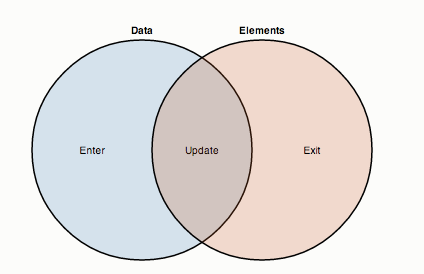 Data
Elements
Enter
Update
Exit